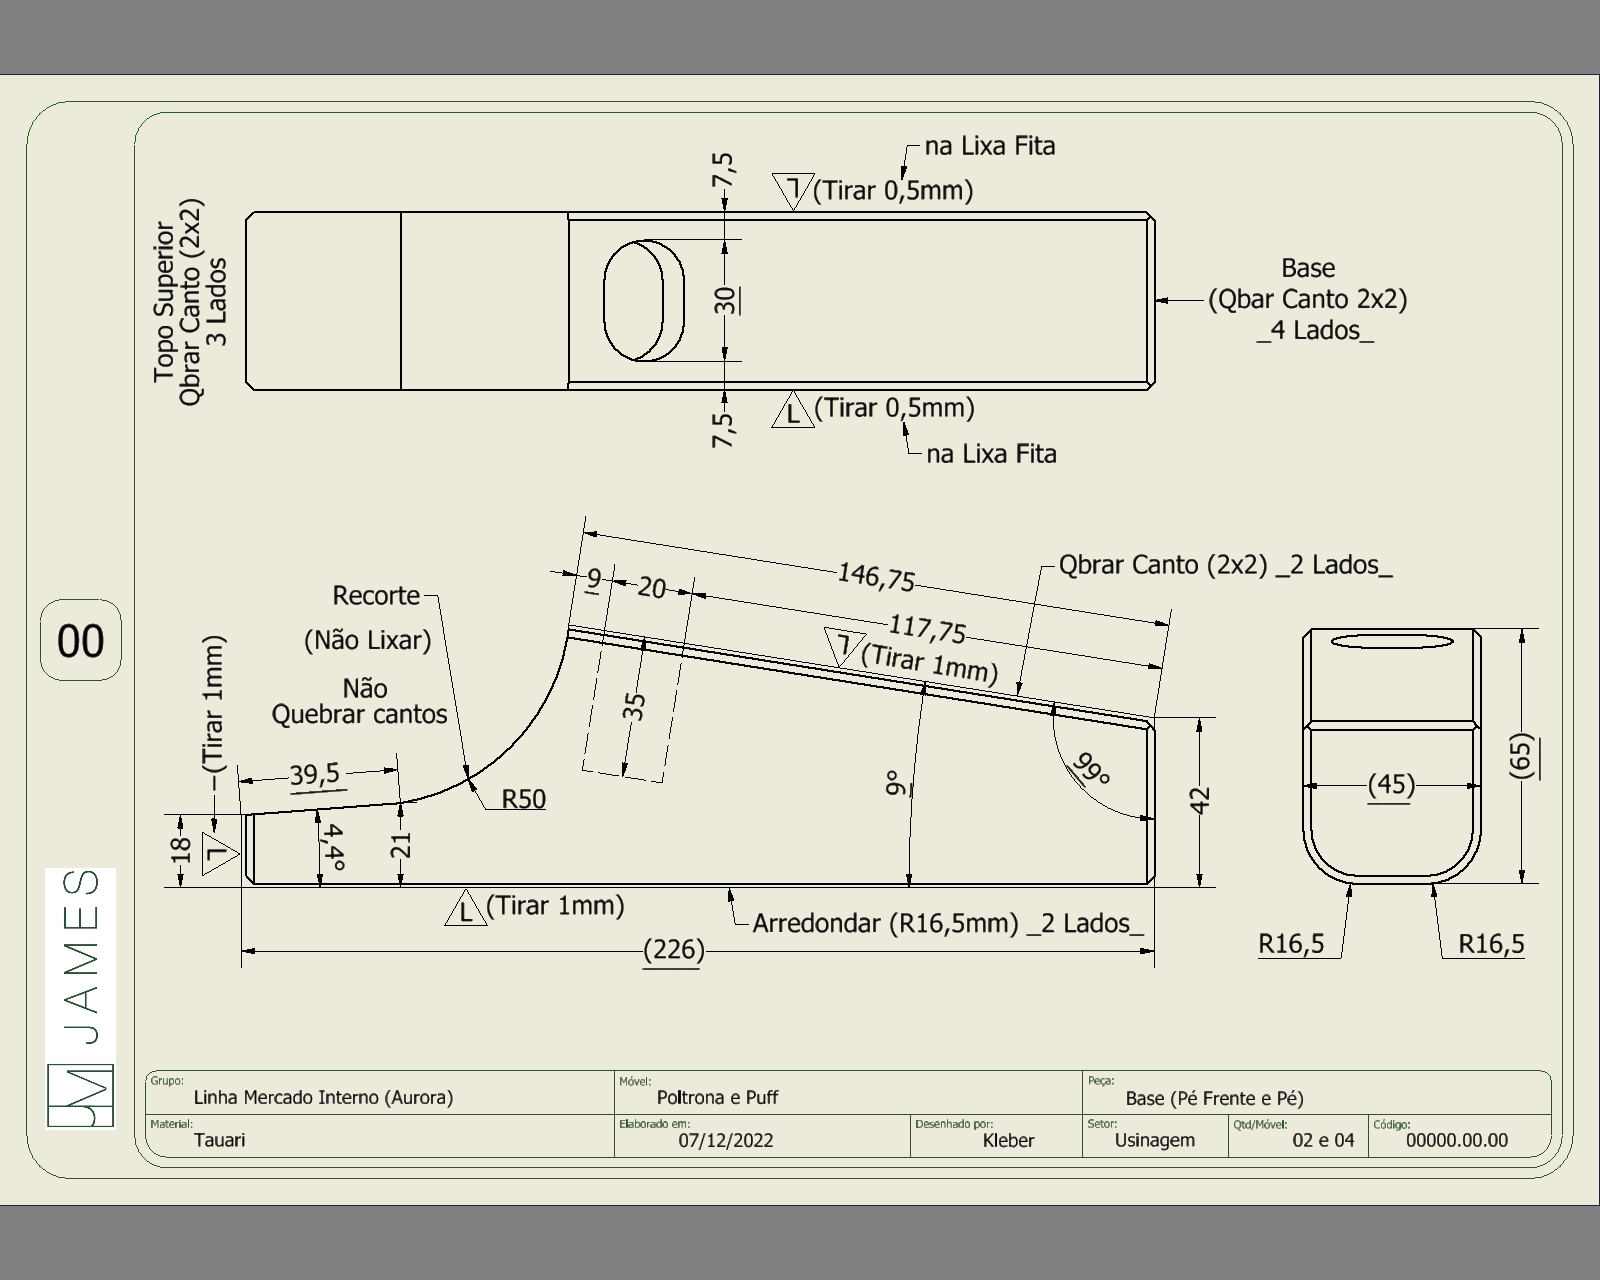 na Lixa Fita
7,5
L (Tirar 0,5mm)
Topo Superior
Qbrar Canto (2x2)
3 Lados
30
Base
(Qbar Canto 2x2)
_4 Lados_
7,5
L (Tirar 0,5mm)
na Lixa Fita
146,75
Qbrar Canto (2x2) _2 Lados_
9
20
117,75
L (Tirar 1mm)
Recorte
(Não Lixar)
Não
Quebrar cantos
00
(Tirar 1mm)
L
39,5
R50
35
9°
99°
42
(65)
(45)
18
4,4°
21
L (Tirar 1mm)
Arredondar (R16,5mm) _2 Lados_
(226)
R16,5
R16,5
JAMES
JM
Grupo:
Linha Mercado Interno (Aurora)
Móvel:
Poltrona e Puff
Peça:
Base (Pé Frente e Pé)
Material:
Tauari
Elaborado em:
07/12/2022
Desenhado por:
Kleber
Setor:
Usinagem
Qtd/Móvel:
02 e 04
Código:
00000.00.00